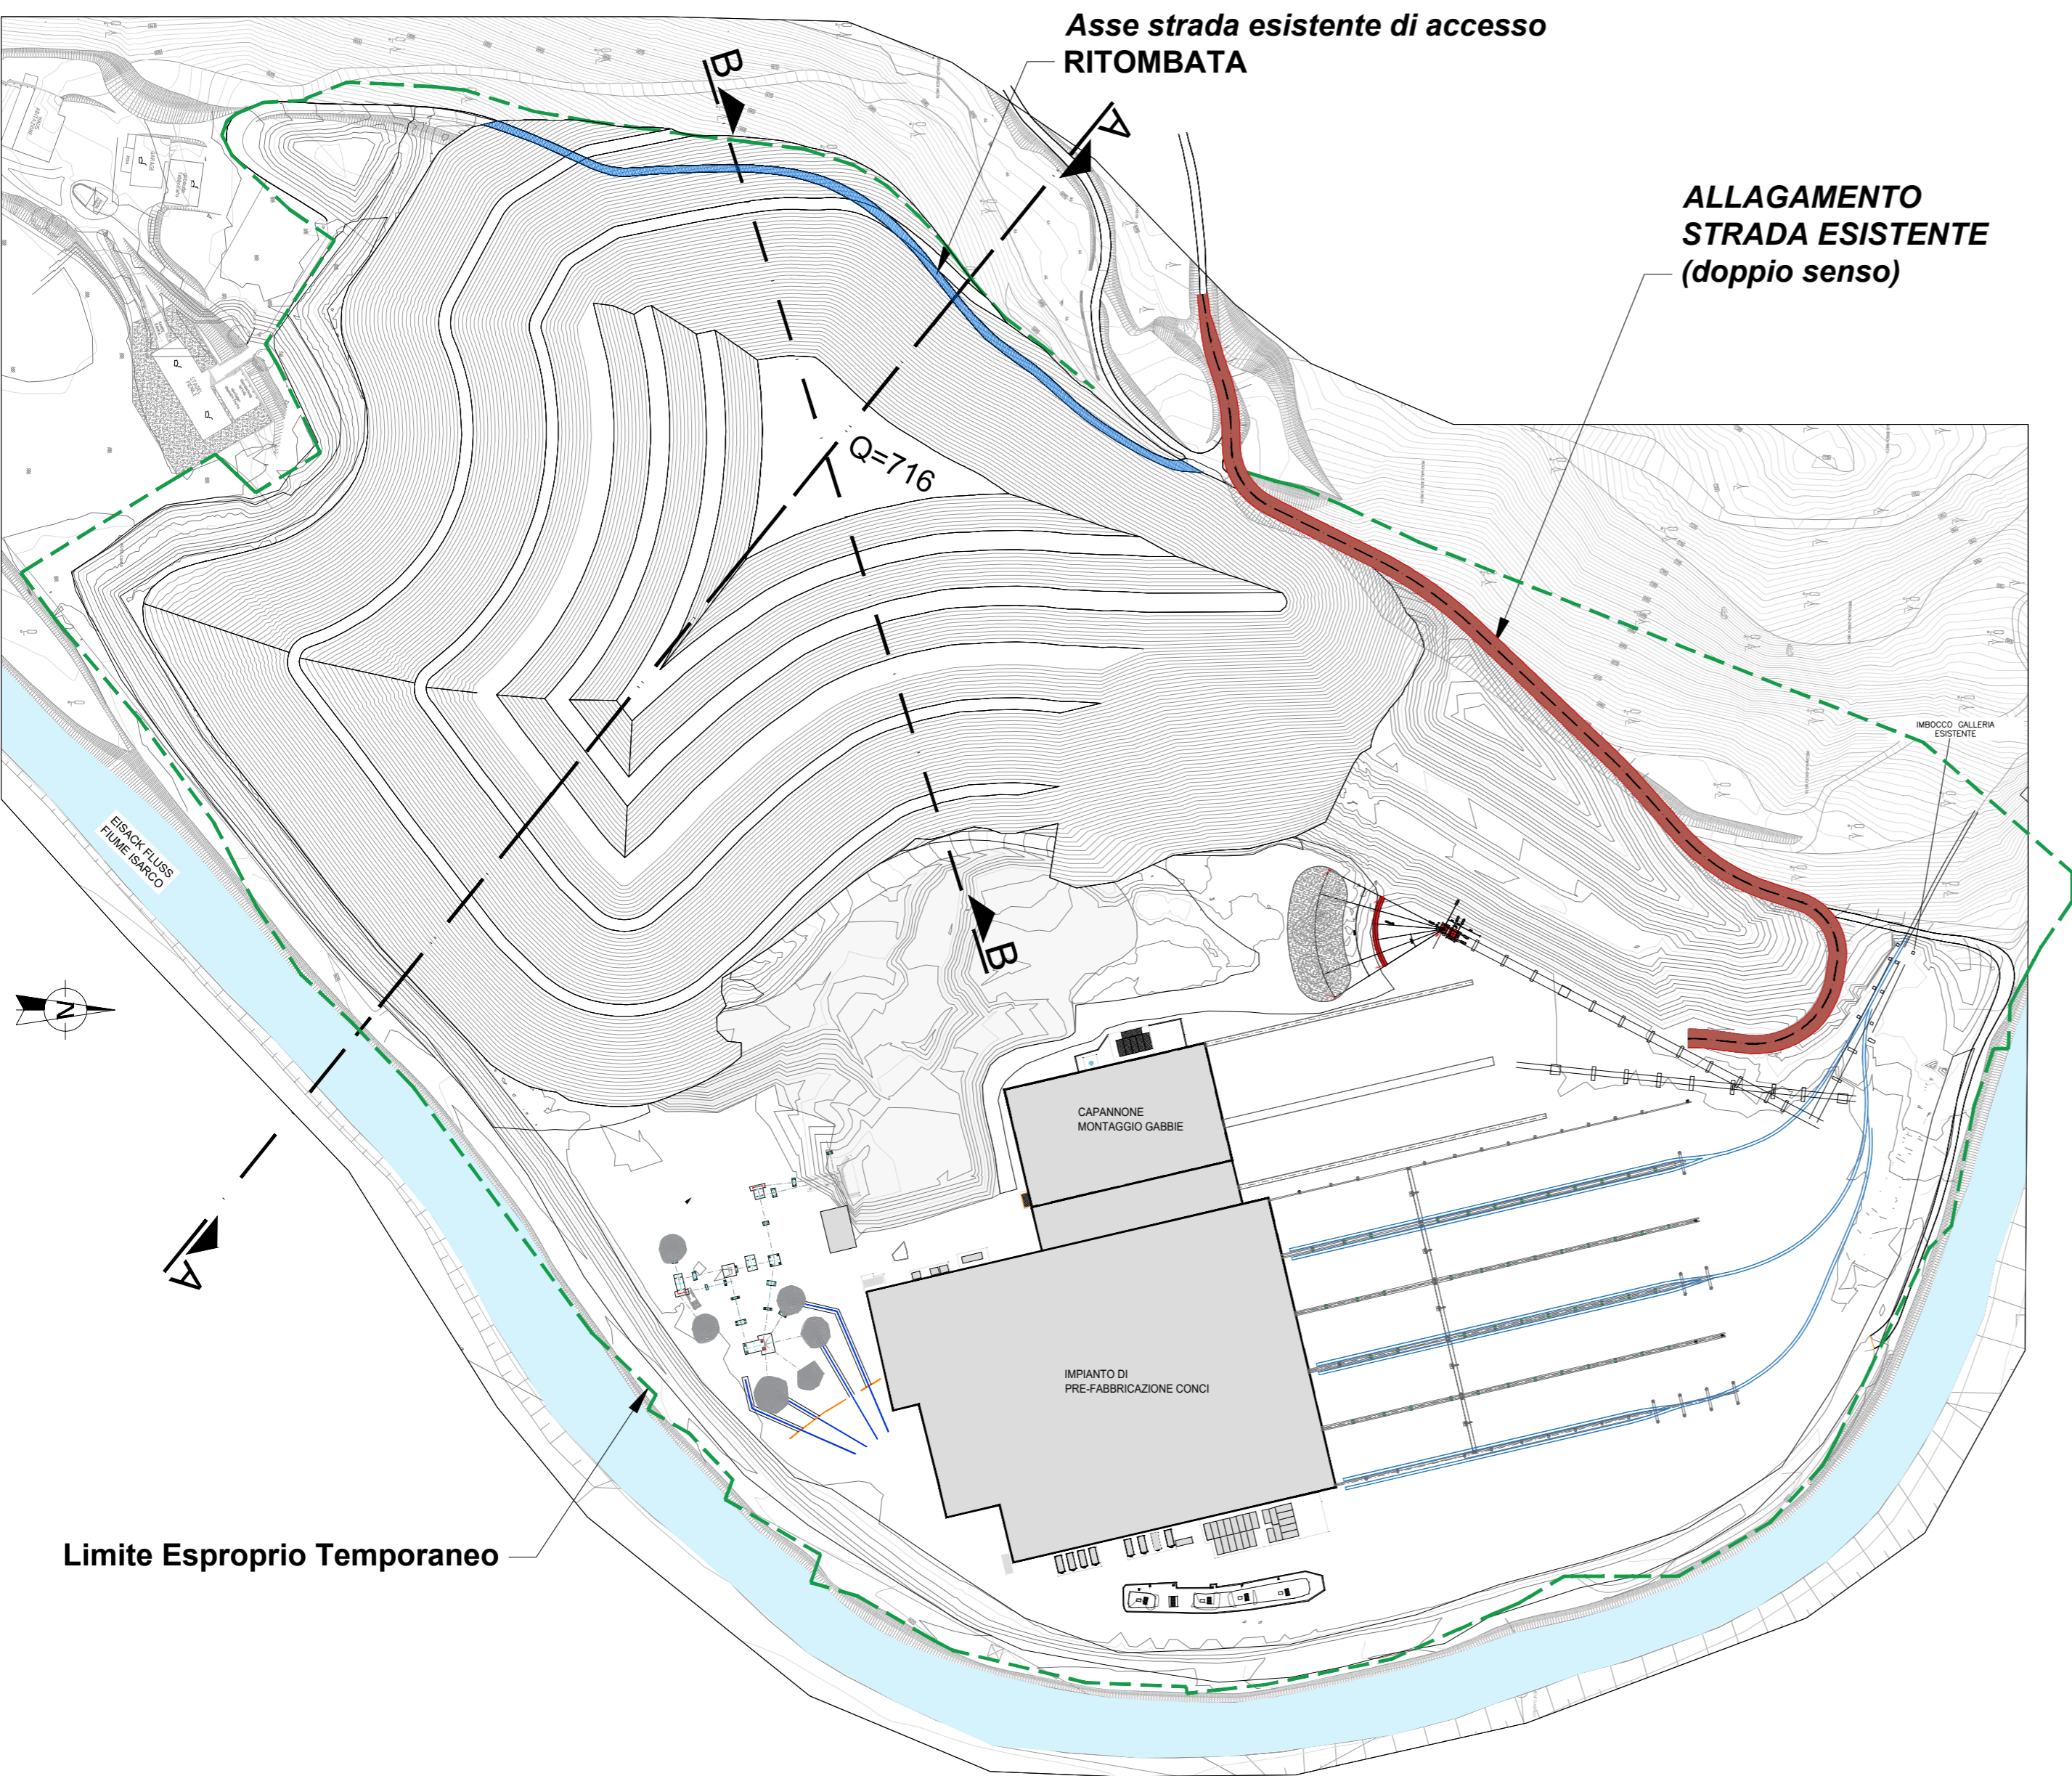 Asse strada esistente di accesso
RITOMBATA
B
A
ALLAGAMENTO
STRADA ESISTENTE
(doppio senso)
Q=716
IMBOCCO GALLERIA
ESISTENTE
EISACK FLUSS
FIUME ISARCO
B
N
CAPANNONE
MONTAGGIO GABBIE
A
IMPIANTO DI
PRE-FABBRICAZIONE CONCI
Limite Esproprio Temporaneo